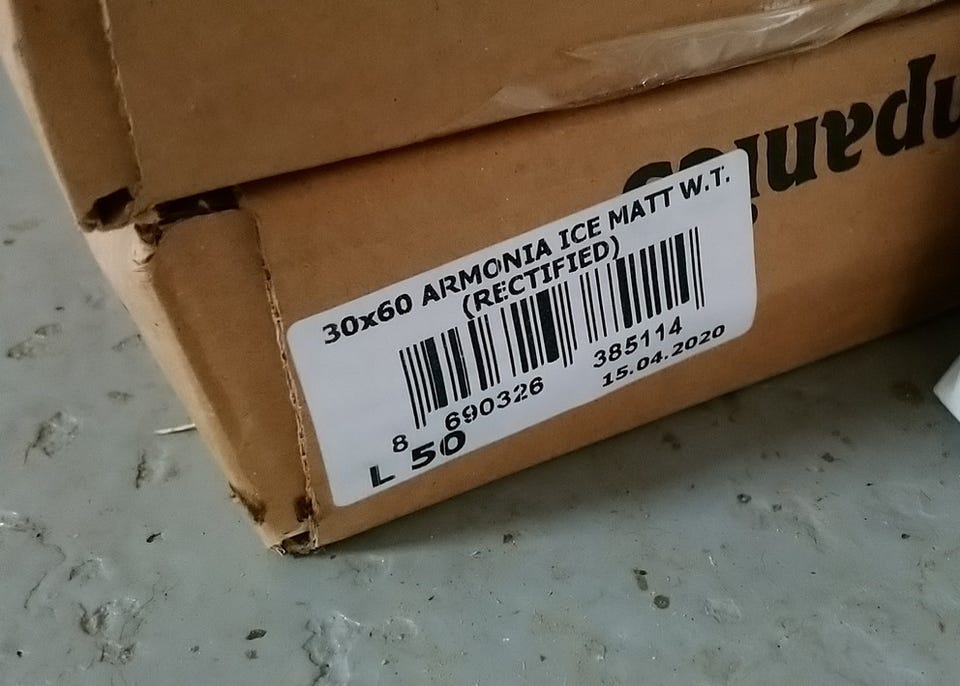 30x60 ARMONIA ICE MATT W.T.
(RECTIFIED)
8 690326 385114
L 50 15.04.2020